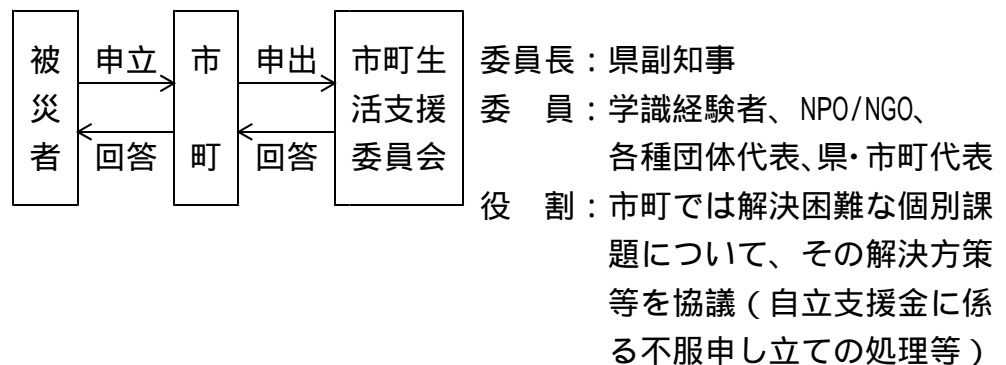 被災者
申立
回答
市町
申出
回答
市町生
活支援
委員会
委員長：県副知事
委　員：学識経験者、NPO/NGO、
各種団体代表、県・市町代表
役　割：市町では解決困難な個別課
題について、その解決方策
等を協議（自立支援金に係
る不服申し立ての処理等）